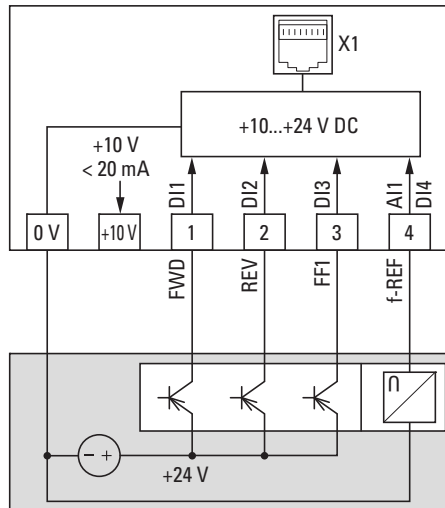 X1
+10...+24 V DC
+10 V
< 20 mA
DI1
DI2
DI3
AI1
DI4
0 V
+10 V
1
2
3
4
FWD
REV
FF1
f-REF
∩
- +
+24 V